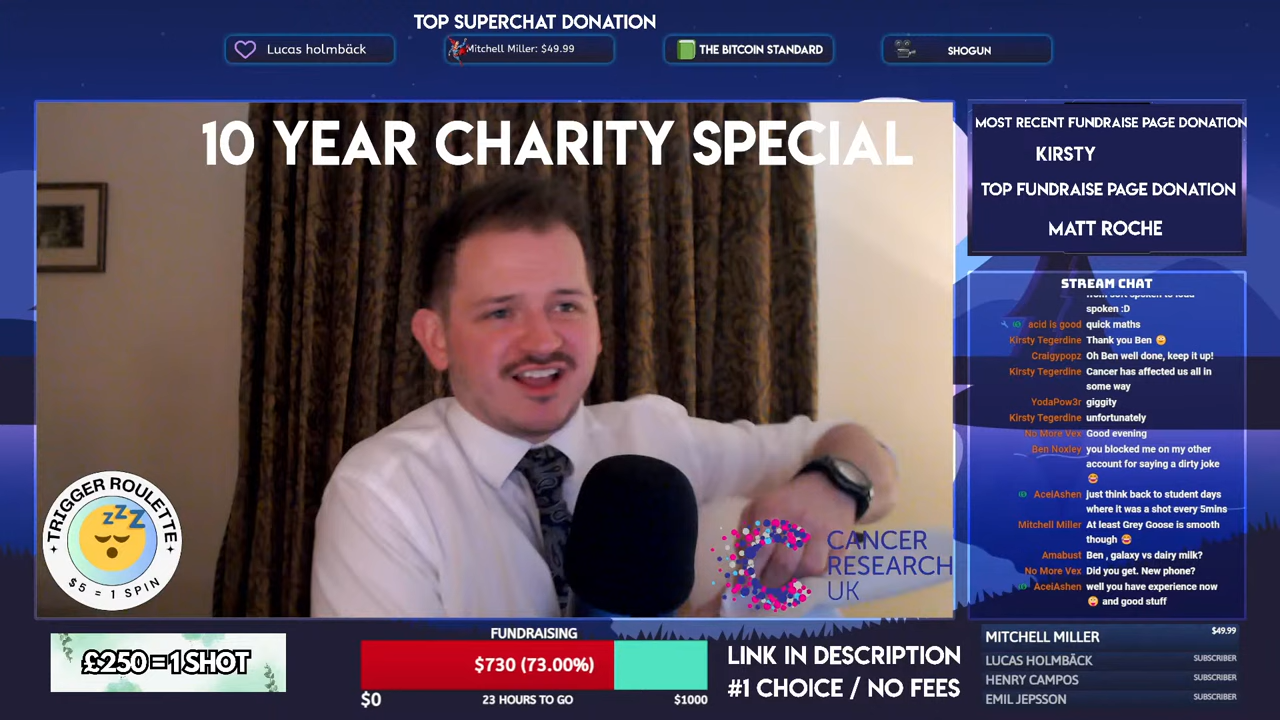 TOP SUPERCHAT DONATION
Lucas holmbäck
Mitchell Miller: $49.99
THE BITCOIN STANDARD
SHOGUN
10 YEAR CHARITY SPECIAL
MOST RECENT FUNDRAISE PAGE DONATION
KIRSTY
TOP FUNDRAISE PAGE DONATION
MATT ROCHE
STREAM CHAT
from soft spoken to loud
spoken :D
acid is good quick maths
Kirsty Tegerdine Thank you Ben
Craigypopz Oh Ben well done, keep it up!
Kirsty Tegerdine Cancer has affected us all in
some way
YodaPow3r giggity
Kirsty Tegerdine unfortunately
No More Vex Good evening
Ben Noxley you blocked me on my other
account for saying a dirty joke
AceiAshen just think back to student days
where it was a shot every 5mins
Mitchell Miller At least Grey Goose is smooth
though
Amabust Ben , galaxy vs dairy milk?
No More Vex Did you get. New phone?
AceiAshen well you have experience now
and good stuff
TRIGGER ROULETTE
zzz
$5 = 1 SPIN
CANCER
RESEARCH
UK
£250 = 1 SHOT
FUNDRAISING
$730 (73.00%)
$0
23 HOURS TO GO
$1000
LINK IN DESCRIPTION
#1 CHOICE / NO FEES
MITCHELL MILLER $49.99
LUCAS HOLMBÄCK SUBSCRIBER
HENRY CAMPOS SUBSCRIBER
EMIL JEPSSON SUBSCRIBER